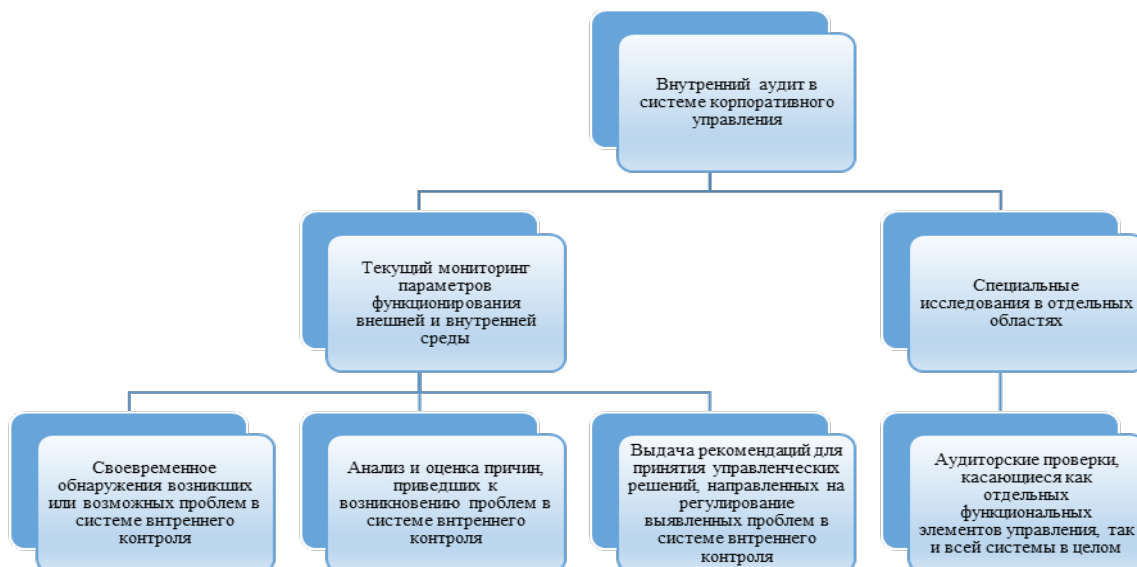 Внутренний аудит в
системе корпоративного
управления
Текущий мониторинг
параметров
функционирования
внешней и внутренней
среды
Специальные
исследования в отдельных
областях
Своевременное
обнаружения возникших
или возможных проблем в
системе внтреннего
контроля
Анализ и оценка причин,
приведших к
возникновению проблем в
системе внтреннего
контроля
Выдача рекомендаций для
принятия управленческих
решений, направленных на
регулирование
выявленных проблем в
системе внтреннего
контроля
Аудиторские проверки,
касающиеся как
отдельных
функциональных
элементов управления, так
и всей системы в целом